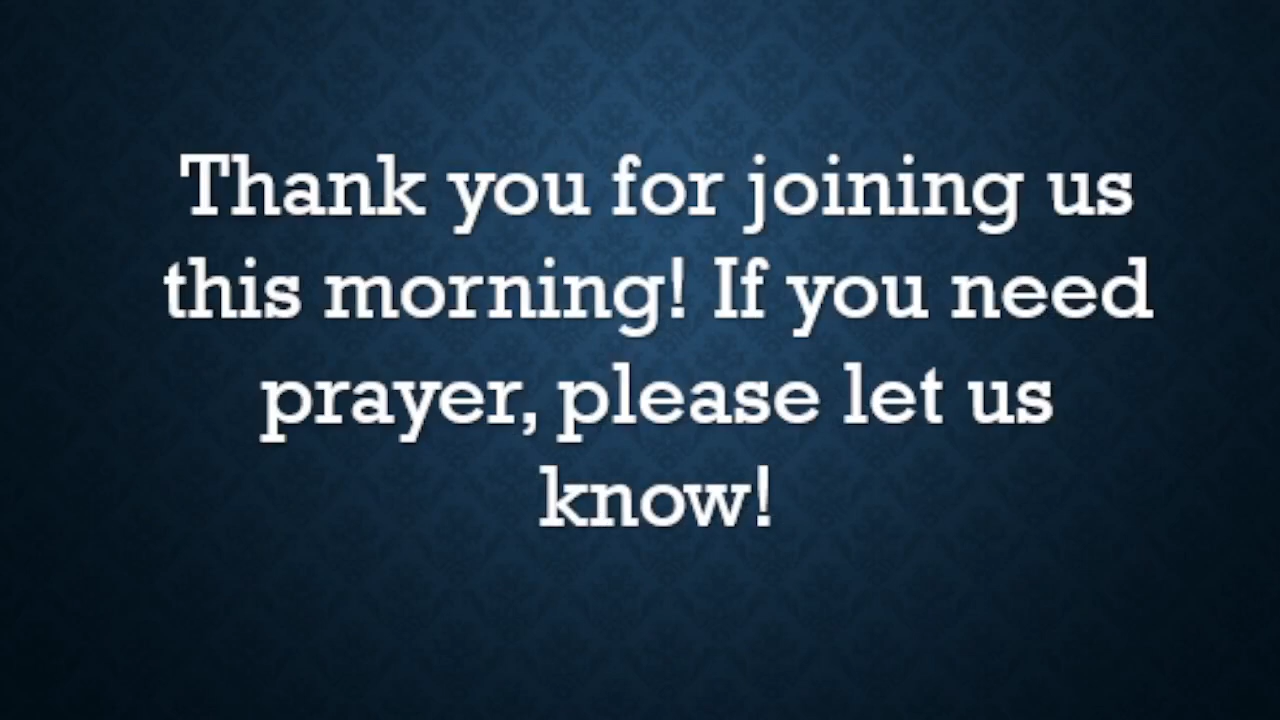 Thank you for joining us
this morning! If you need
prayer, please let us
know!